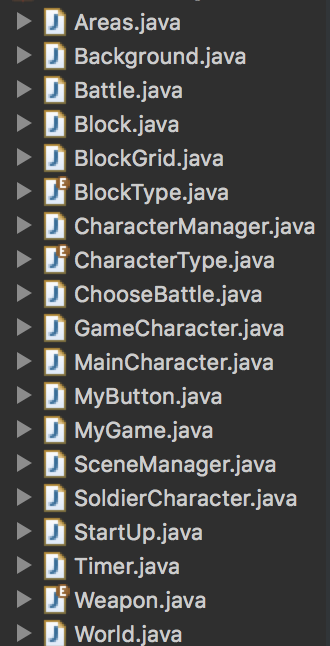 Areas.java
Background.java
Battle.java
Block.java
BlockGrid.java
BlockType.java
CharacterManager.java
CharacterType.java
ChooseBattle.java
GameCharacter.java
MainCharacter.java
MyButton.java
MyGame.java
SceneManager.java
SoldierCharacter.java
StartUp.java
Timer.java
Weapon.java
World.java